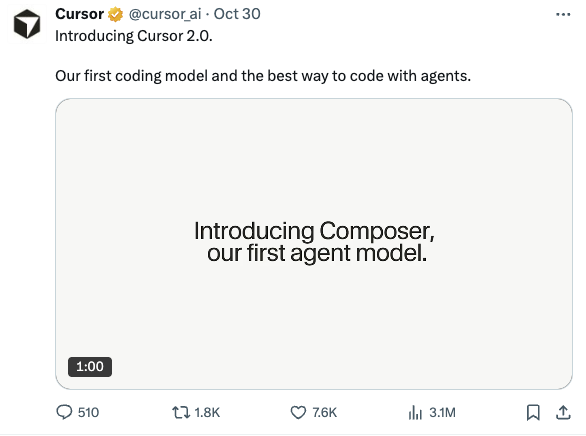 Cursor @cursor_ai · Oct 30
Introducing Cursor 2.0.
Our first coding model and the best way to code with agents.
Introducing Composer,
our first agent model.
1:00
510 1.8K 7.6K 3.1M